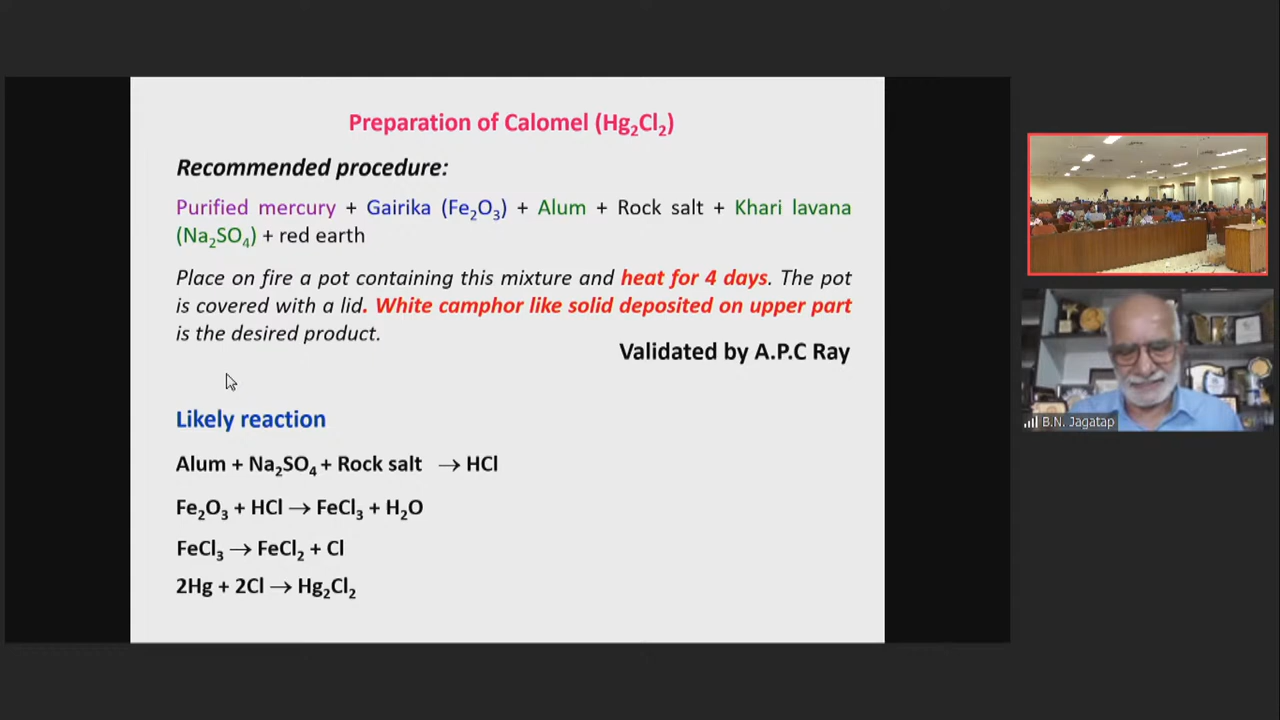 Preparation of Calomel (Hg₂Cl₂)
Recommended procedure:
Purified mercury + Gairika (Fe₂O₃) + Alum + Rock salt + Khari lavana
(Na₂SO₄) + red earth
Place on fire a pot containing this mixture and heat for 4 days. The pot
is covered with a lid. White camphor like solid deposited on upper part
is the desired product.
Validated by A.P.C Ray
Likely reaction
Alum + Na₂SO₄ + Rock salt → HCl
Fe₂O₃ + HCl → FeCl₃ + H₂O
FeCl₃ → FeCl₂ + Cl
2Hg + 2Cl → Hg₂Cl₂
B.N. Jagatap